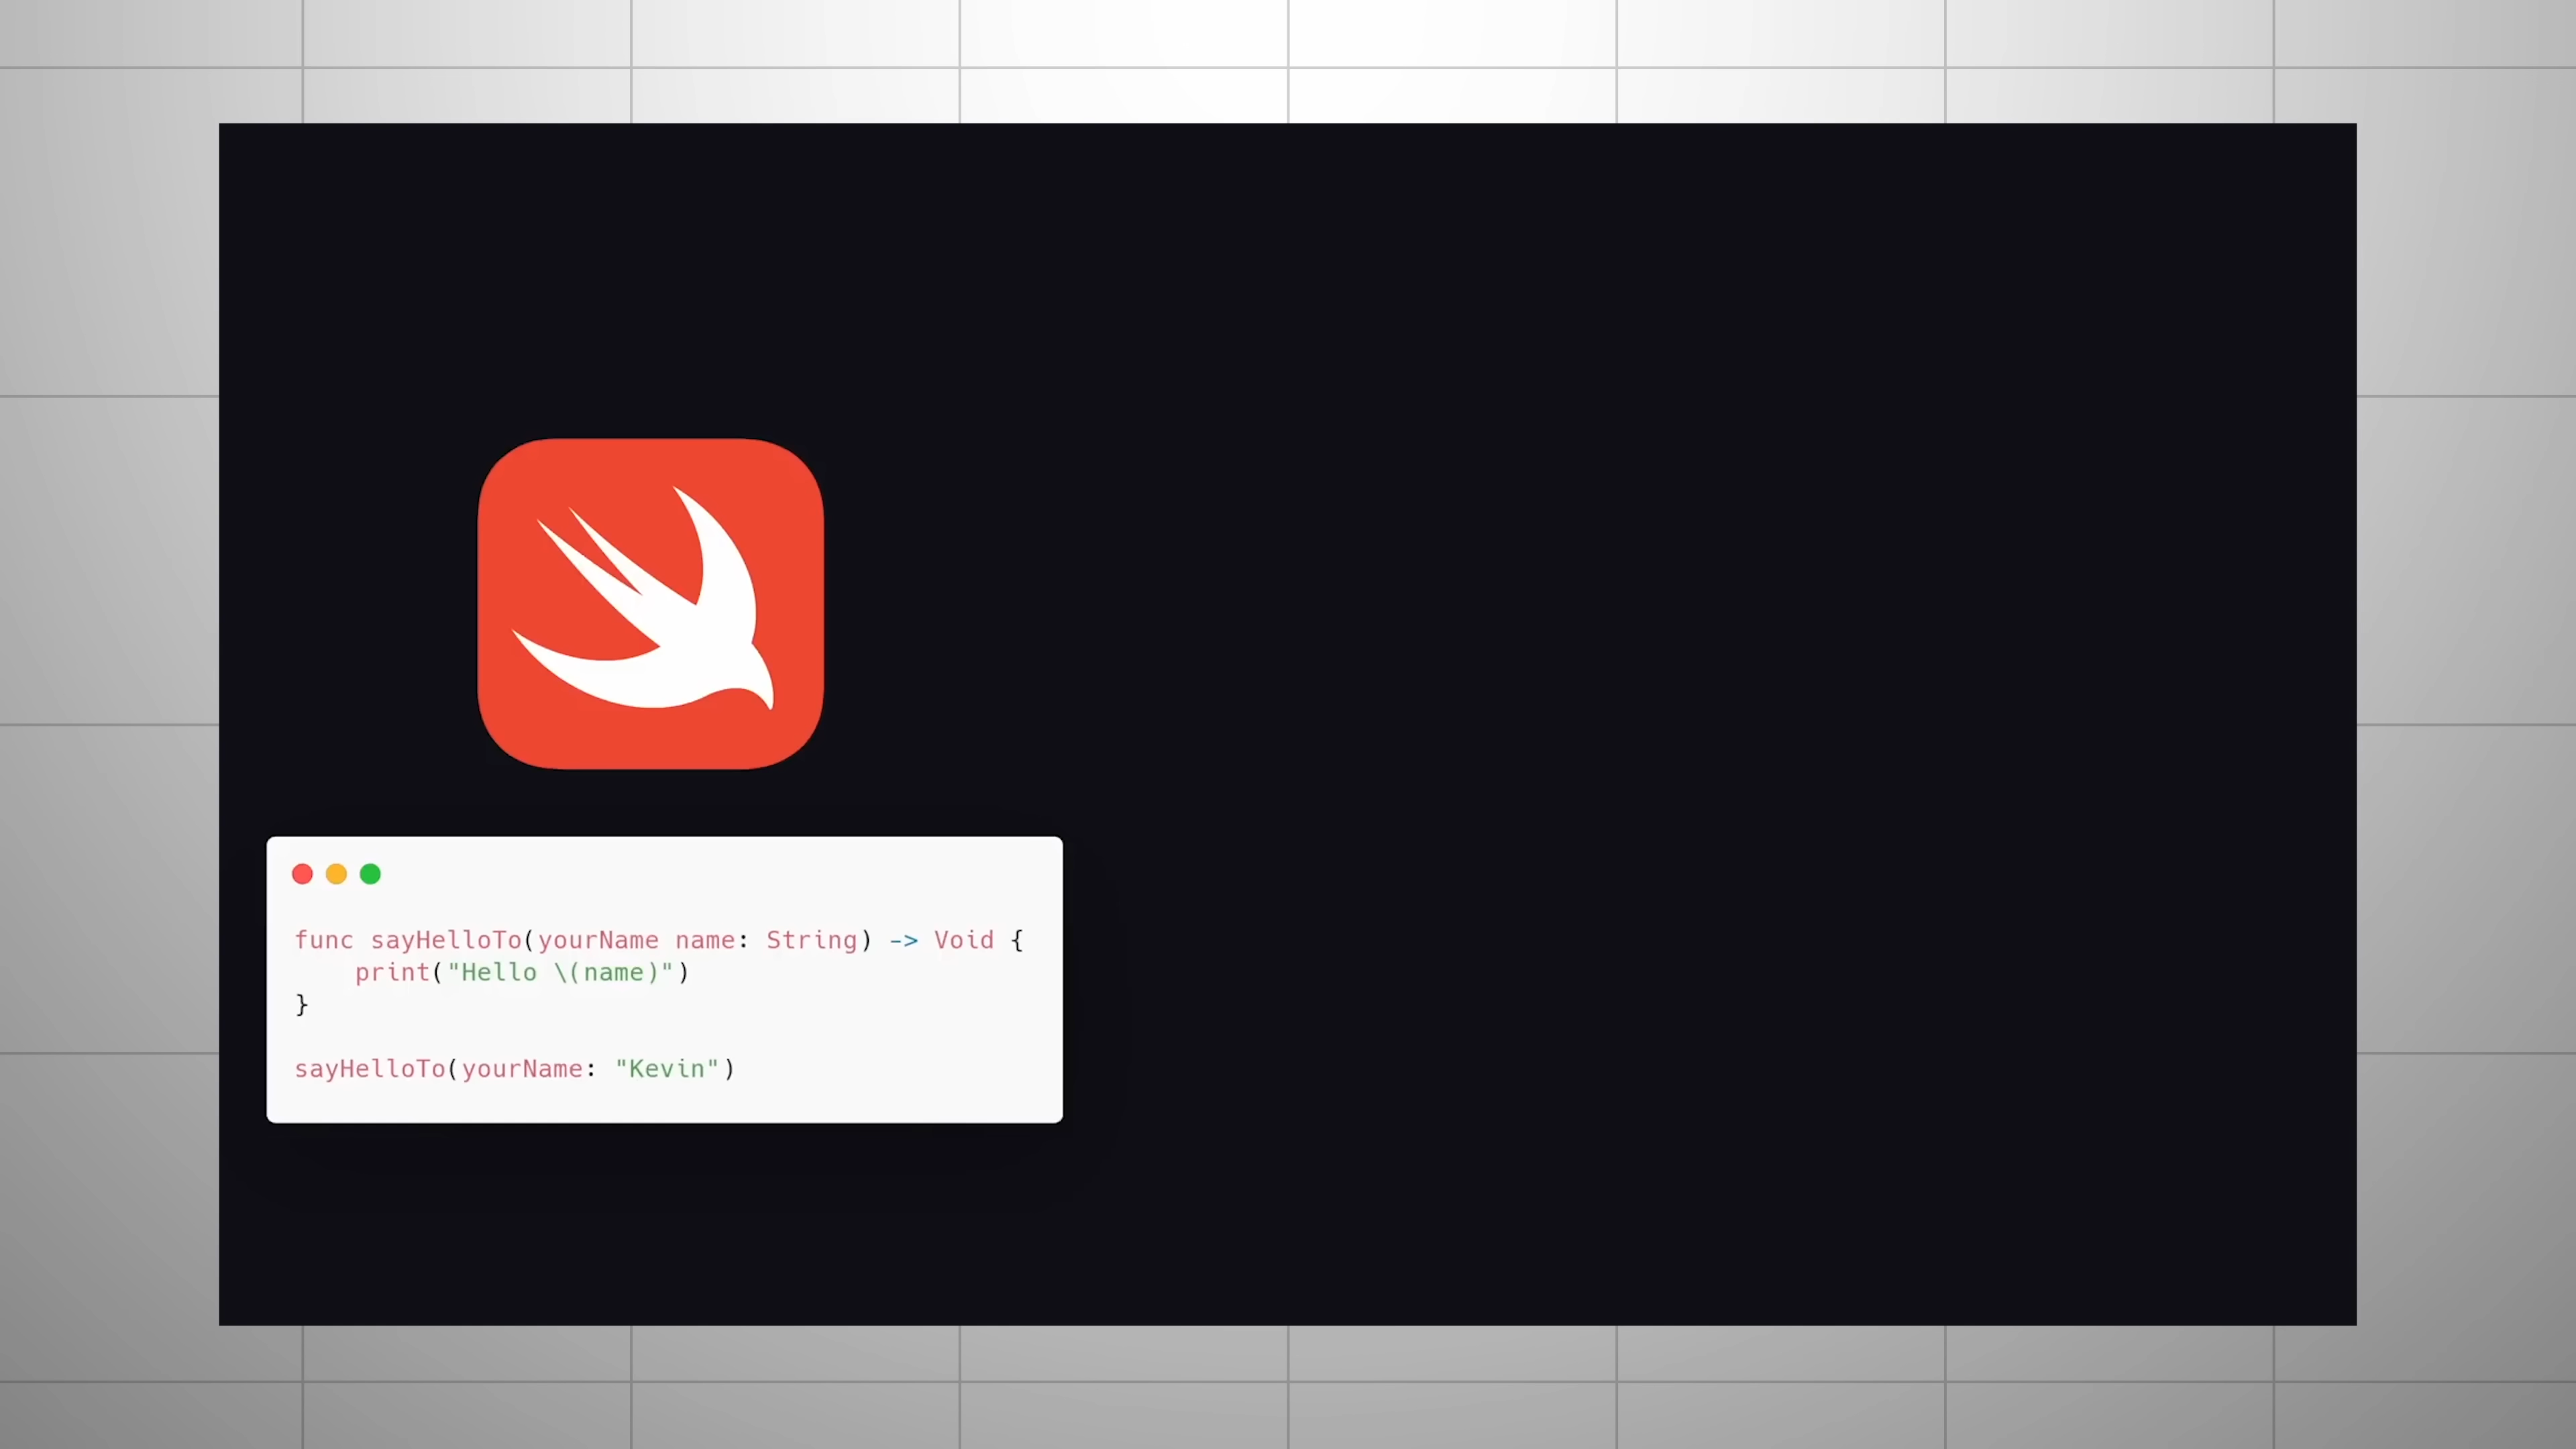 func sayHelloTo(yourName name: String) -> Void {
    print("Hello \(name)")
}
sayHelloTo(yourName: "Kevin")